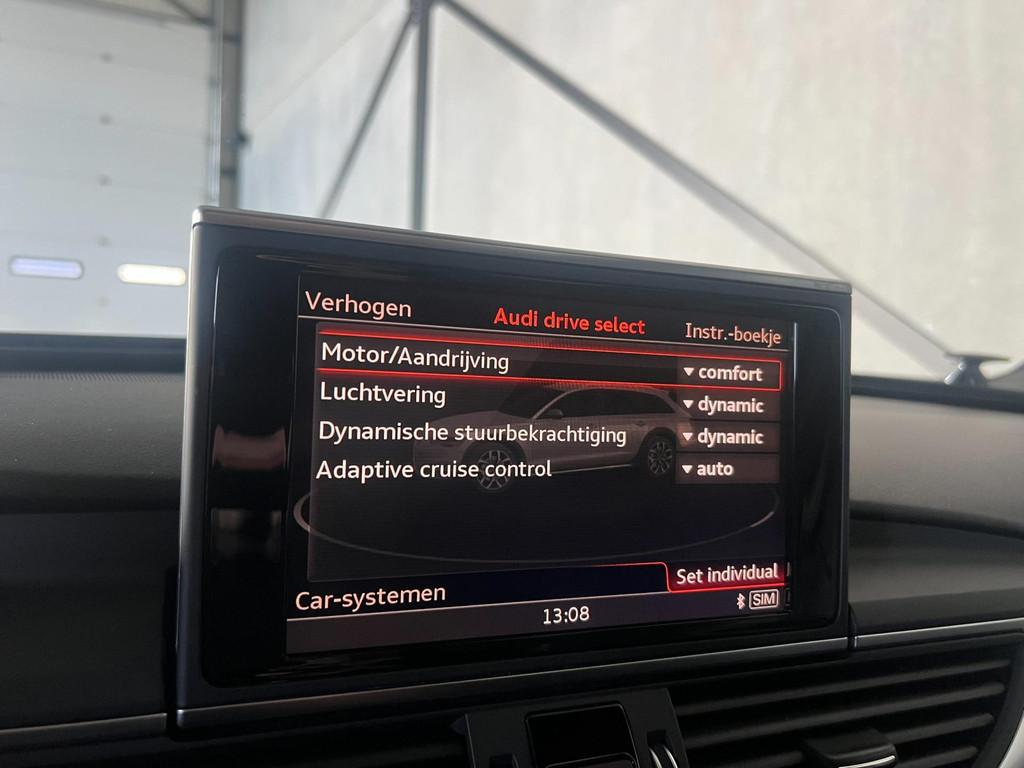 Verhogen Audi drive select Instr.-boekje
Motor/Aandrijving comfort
Luchtvering dynamic
Dynamische stuurbekrachtiging dynamic
Adaptive cruise control auto
Set individual
Car-systemen 13:08 SIM